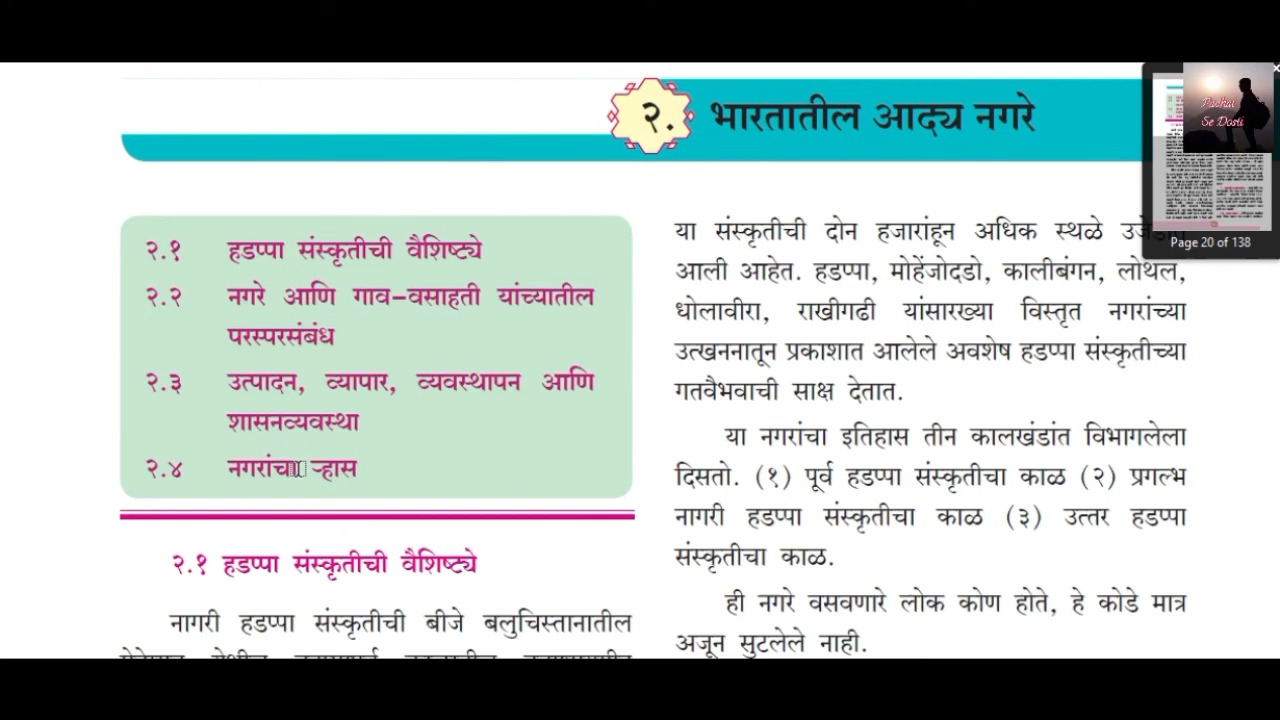 २. भारतातील आद्य नगरे
Padhai
Se Dosti
Page 20 of 138
२.१ हडप्पा संस्कृतीची वैशिष्ट्ये
२.२ नगरे आणि गाव-वसाहती यांच्यातील
परस्परसंबंध
२.३ उत्पादन, व्यापार, व्यवस्थापन आणि
शासनव्यवस्था
२.४ नगरांचा ऱ्हास
२.१ हडप्पा संस्कृतीची वैशिष्ट्ये
नागरी हडप्पा संस्कृतीची बीजे बलुचिस्तानातील
या संस्कृतीची दोन हजारांहून अधिक स्थळे
आली आहेत. हडप्पा, मोहेंजोदडो, कालीबंगन, लोथल,
धोलावीरा, राखीगढी यांसारख्या विस्तृत नगरांच्या
उत्खननातून प्रकाशात आलेले अवशेष हडप्पा संस्कृतीच्या
गतवैभवाची साक्ष देतात.
या नगरांचा इतिहास तीन कालखंडांत विभागलेला
दिसतो. (१) पूर्व हडप्पा संस्कृतीचा काळ (२) प्रगल्भ
नागरी हडप्पा संस्कृतीचा काळ (३) उत्तर हडप्पा
संस्कृतीचा काळ.
ही नगरे वसवणारे लोक कोण होते, हे कोडे मात्र
अजून सुटलेले नाही.